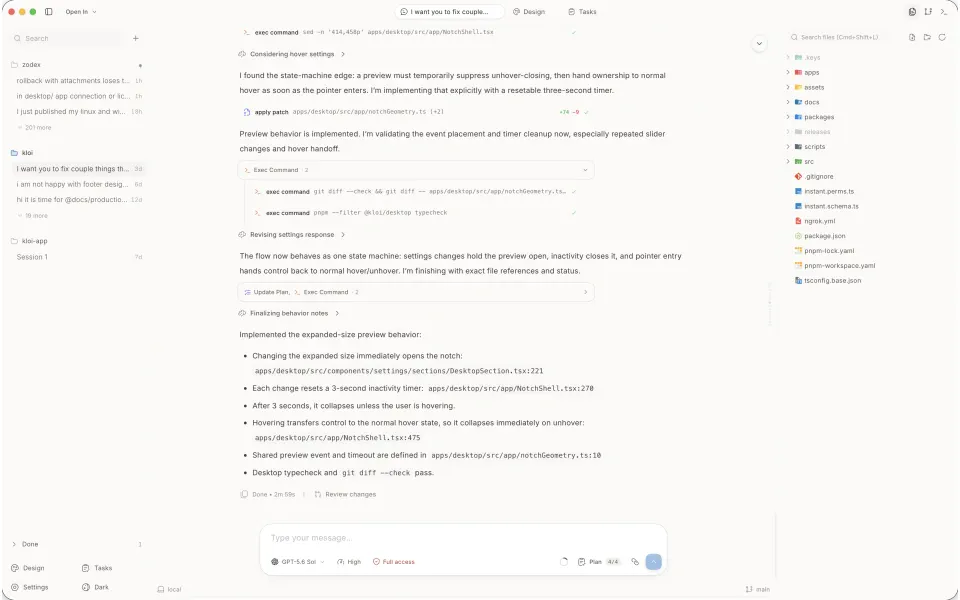 Open In
I want you to fix couple...
Design
Tasks
Search
zodex
rollback with attachments loses t... 1h
in desktop/ app connection or lic... 1h
I just published my linux and wi... 18h
201 more
kloi
I want you to fix couple things th... 3d
i am not happy with footer desig... 6d
hi it is time for @docs/productio... 12d
19 more
kloi-app
Session 1 7d
Done 1
Design Tasks
Settings Dark
exec command sed -n '414,458p' apps/desktop/src/app/NotchShell.tsx
Considering hover settings
I found the state-machine edge: a preview must temporarily suppress unhover-closing, then hand ownership to normal
hover as soon as the pointer enters. I'm implementing that explicitly with a resetable three-second timer.
apply patch apps/desktop/src/app/notchGeometry.ts (+2) +74 -9
Preview behavior is implemented. I'm validating the event placement and timer cleanup now, especially repeated slider
changes and hover handoff.
Exec Command · 2
exec command git diff --check && git diff -- apps/desktop/src/app/notchGeometry.ts…
exec command pnpm --filter @kloi/desktop typecheck
Revising settings response
The flow now behaves as one state machine: settings changes hold the preview open, inactivity closes it, and pointer entry
hands control back to normal hover/unhover. I'm finishing with exact file references and status.
Update Plan, Exec Command · 2
Finalizing behavior notes
Implemented the expanded-size preview behavior:
• Changing the expanded size immediately opens the notch:
apps/desktop/src/components/settings/sections/DesktopSection.tsx:221
• Each change resets a 3-second inactivity timer: apps/desktop/src/app/NotchShell.tsx:270
• After 3 seconds, it collapses unless the user is hovering.
• Hovering transfers control to the normal hover state, so it collapses immediately on unhover:
apps/desktop/src/app/NotchShell.tsx:475
• Shared preview event and timeout are defined in apps/desktop/src/app/notchGeometry.ts:10
• Desktop typecheck and git diff --check pass.
Done • 2m 59s Review changes
Type your message...
GPT-5.6 Sol High Full access Plan 4/4
local
main
Search files (Cmd+Shift+L)
.keys
apps
assets
docs
packages
releases
scripts
src
.gitignore
instant.perms.ts
instant.schema.ts
ngrok.yml
package.json
pnpm-lock.yaml
pnpm-workspace.yaml
tsconfig.base.json